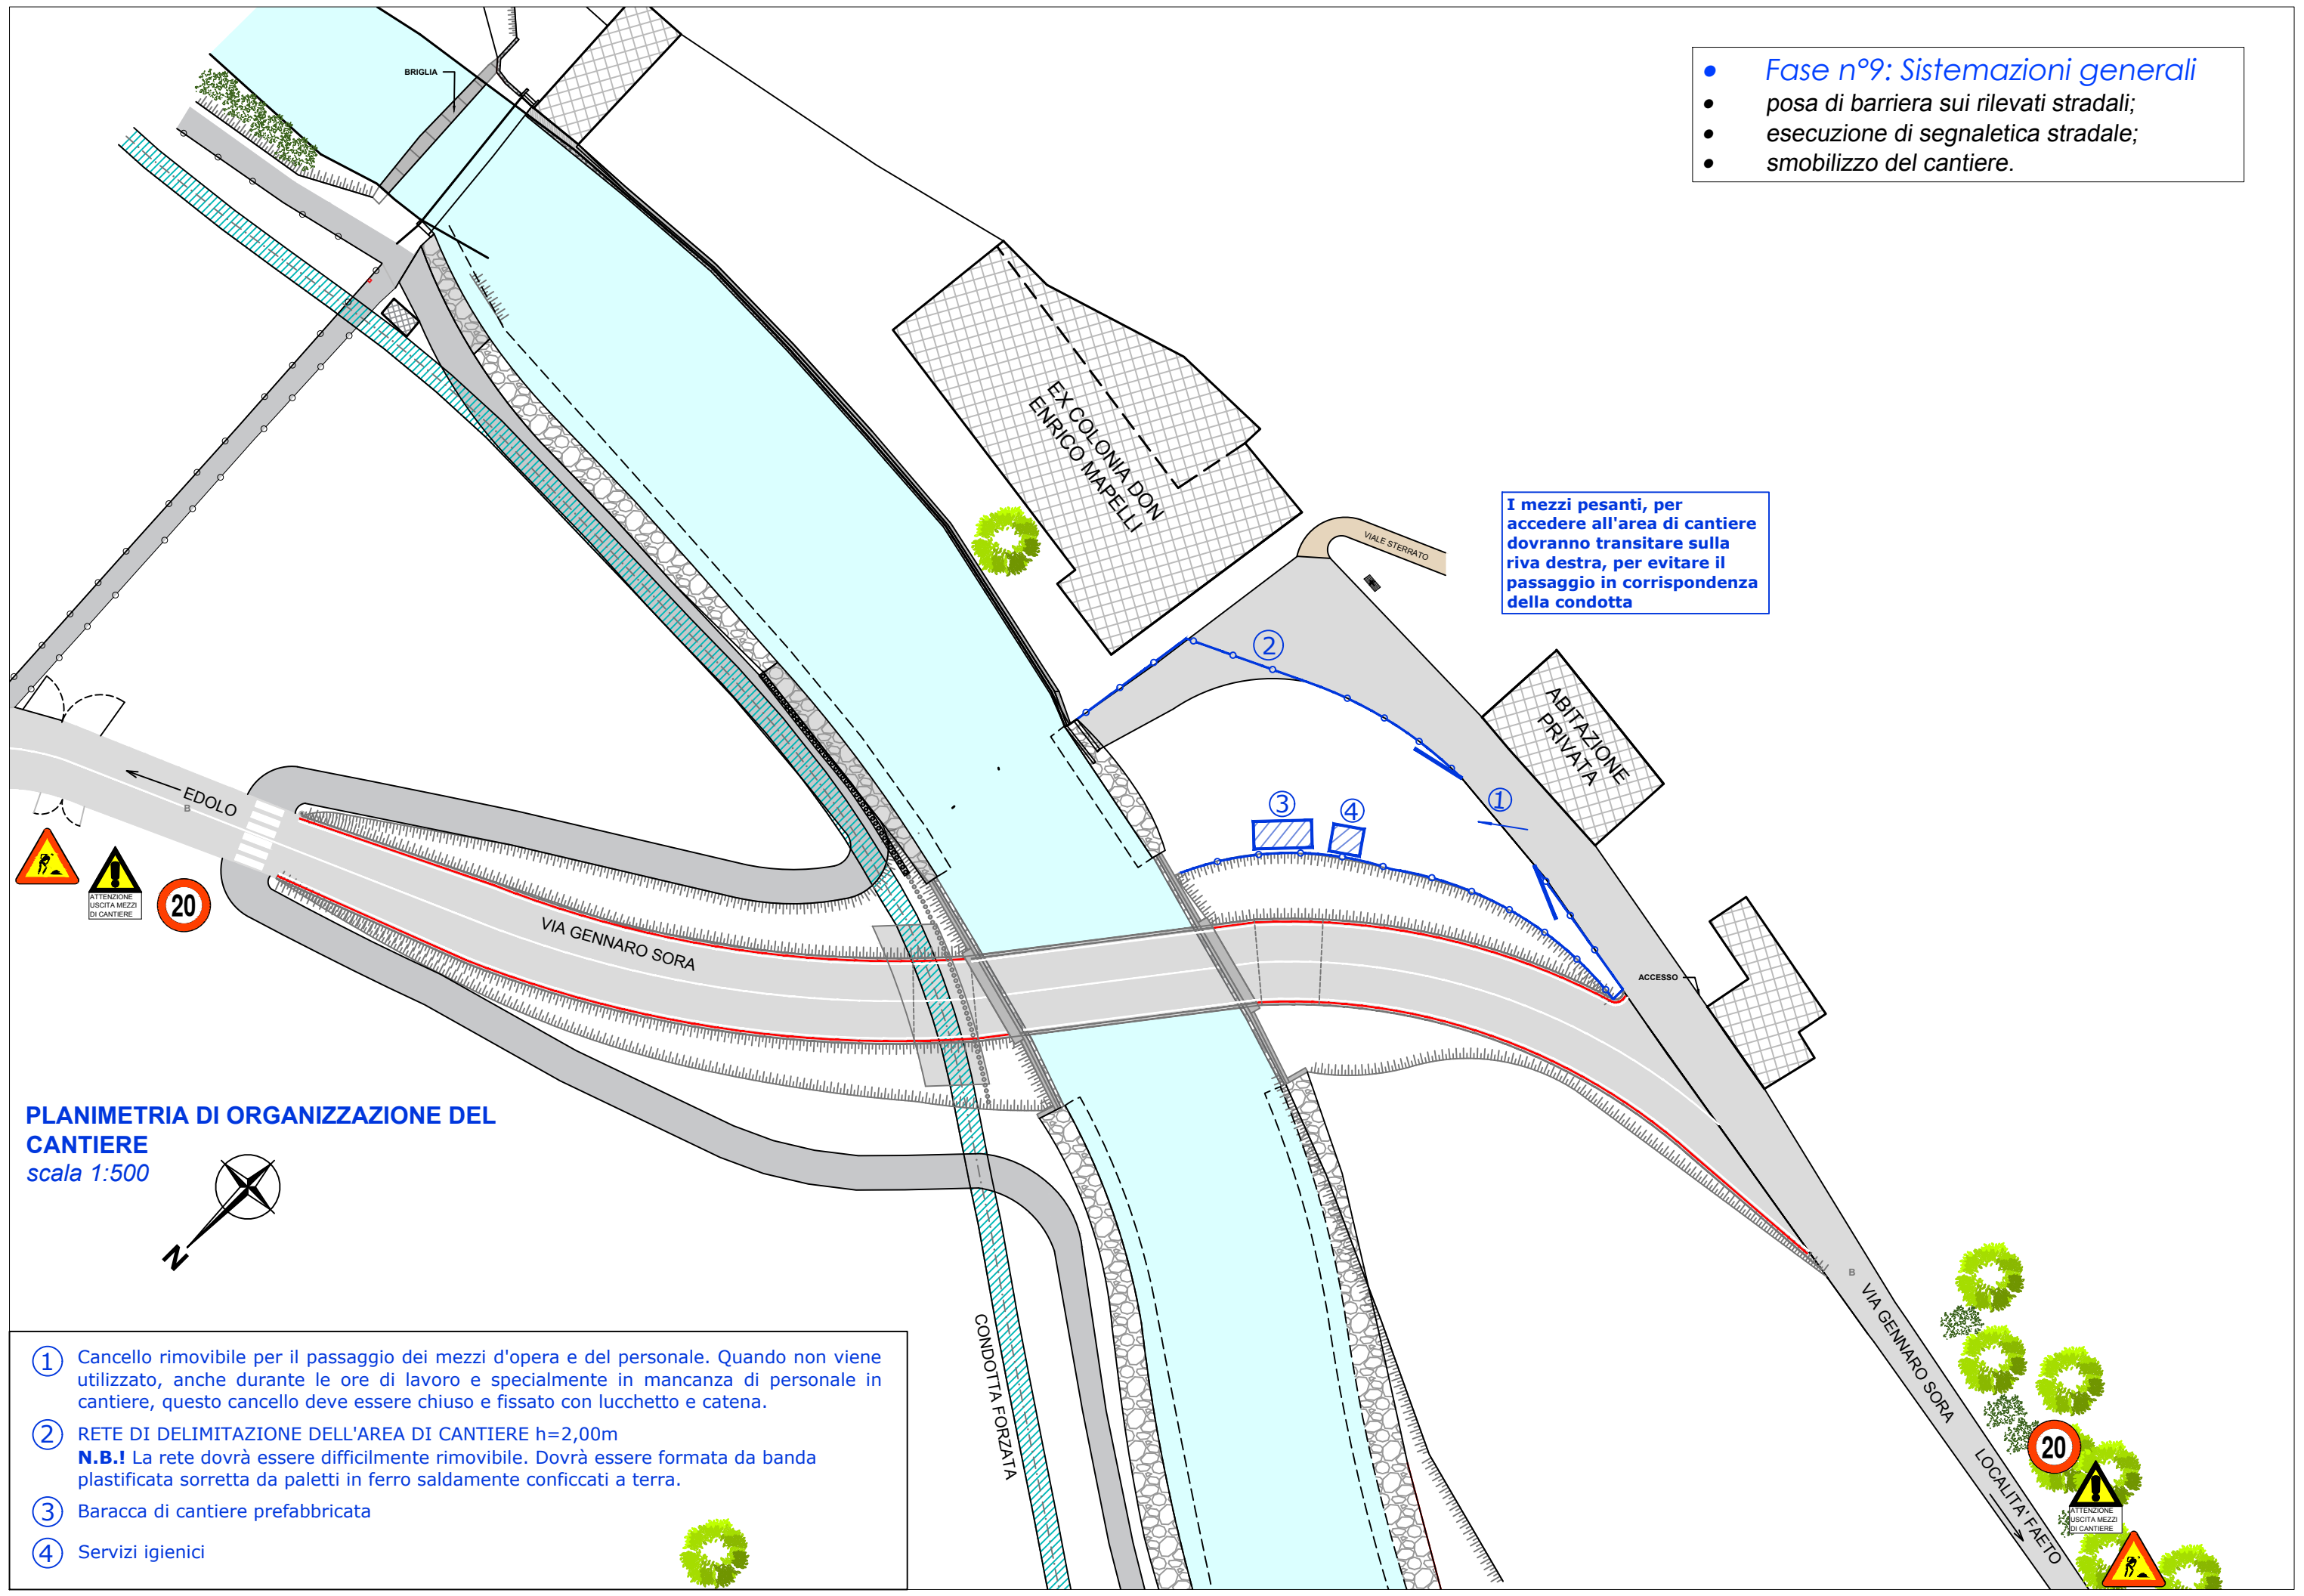 BRIGLIA
• Fase n°9: Sistemazioni generali
• posa di barriera sui rilevati stradali;
• esecuzione di segnaletica stradale;
• smobilizzo del cantiere.
EX COLONIA DON
ENRICO MAPELLI
VIALE STERRATO
I mezzi pesanti, per
accedere all'area di cantiere
dovranno transitare sulla
riva destra, per evitare il
passaggio in corrispondenza
della condotta
2
ABITAZIONE
PRIVATA
1
3
4
EDOLO
B
ATTENZIONE
USCITA MEZZI
DI CANTIERE
20
VIA GENNARO SORA
ACCESSO
PLANIMETRIA DI ORGANIZZAZIONE DEL
CANTIERE
scala 1:500
N
B
VIA GENNARO SORA
CONDOTTA FORZATA
LOCALITA' FAETO
20
ATTENZIONE
USCITA MEZZI
DI CANTIERE
1 Cancello rimovibile per il passaggio dei mezzi d'opera e del personale. Quando non viene
utilizzato, anche durante le ore di lavoro e specialmente in mancanza di personale in
cantiere, questo cancello deve essere chiuso e fissato con lucchetto e catena.
2 RETE DI DELIMITAZIONE DELL'AREA DI CANTIERE h=2,00m
N.B.! La rete dovrà essere difficilmente rimovibile. Dovrà essere formata da banda
plastificata sorretta da paletti in ferro saldamente conficcati a terra.
3 Baracca di cantiere prefabbricata
4 Servizi igienici